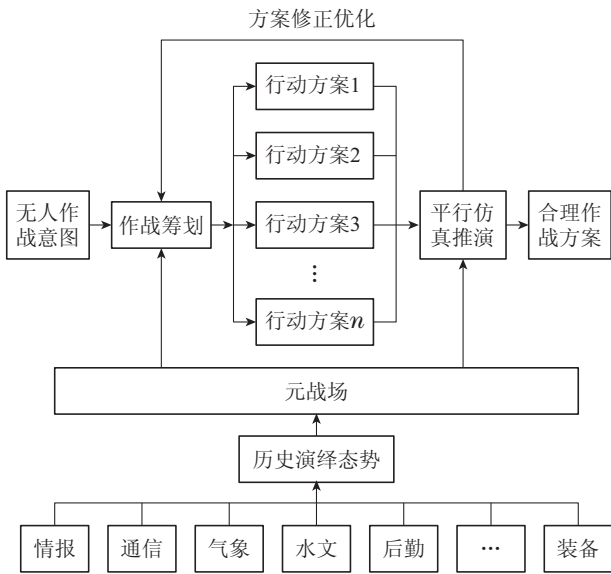 方案修正优化
行动方案1
行动方案2
无人作
战意图
作战筹划
行动方案3
平行仿
真推演
合理作
战方案
⋮
行动方案n
元战场
历史演绎态势
情报
通信
气象
水文
后勤
…
装备